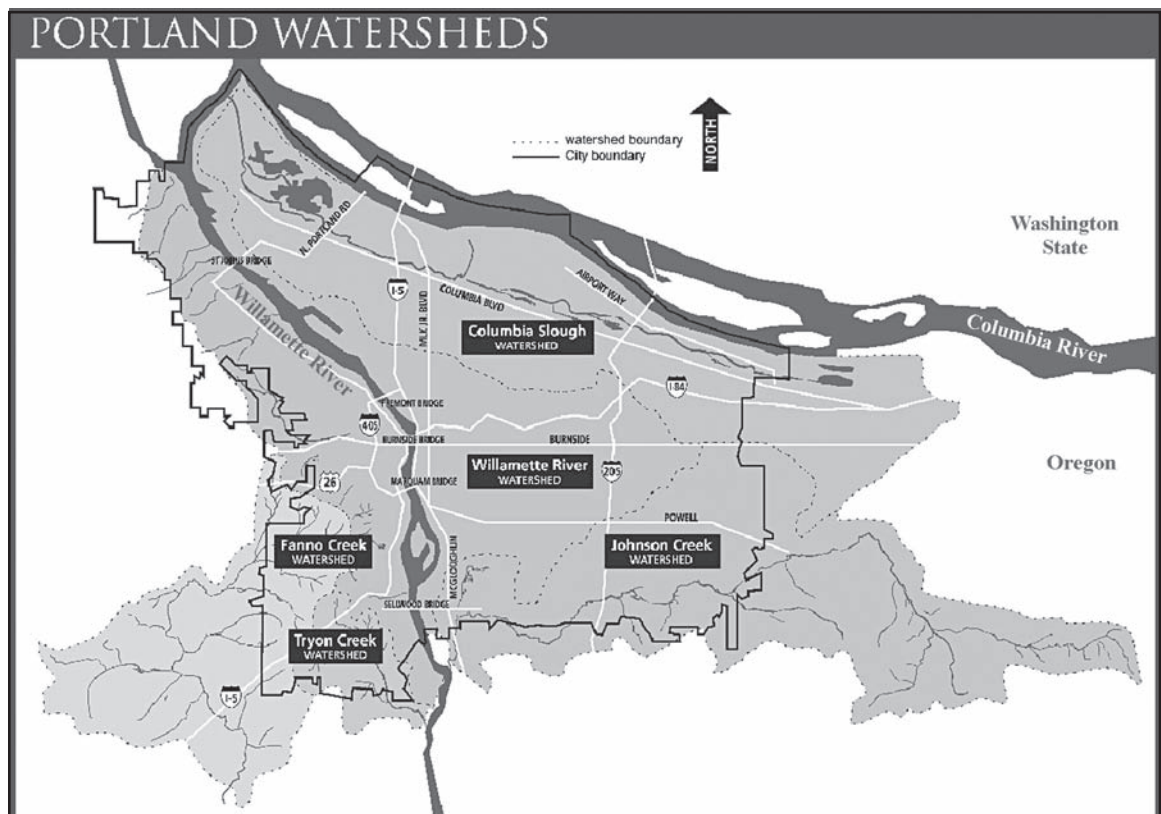 PORTLAND WATERSHEDS
watershed boundary
City boundary
NORTH
Washington
State
N. PORTLAND RD
ST JOHNS BRIDGE
AIRPORT WAY
I-5
MLK JR. BLVD
COLUMBIA BLVD
Willamette River
Columbia Slough
WATERSHED
Columbia River
I-84
FREMONT BRIDGE
405
BURNSIDE BRIDGE
BURNSIDE
Willamette River
WATERSHED
205
Oregon
26
MARQUAM BRIDGE
POWELL
Fanno Creek
WATERSHED
Johnson Creek
WATERSHED
MCGLOUGHLIN
SELLWOOD BRIDGE
Tryon Creek
WATERSHED
I-5